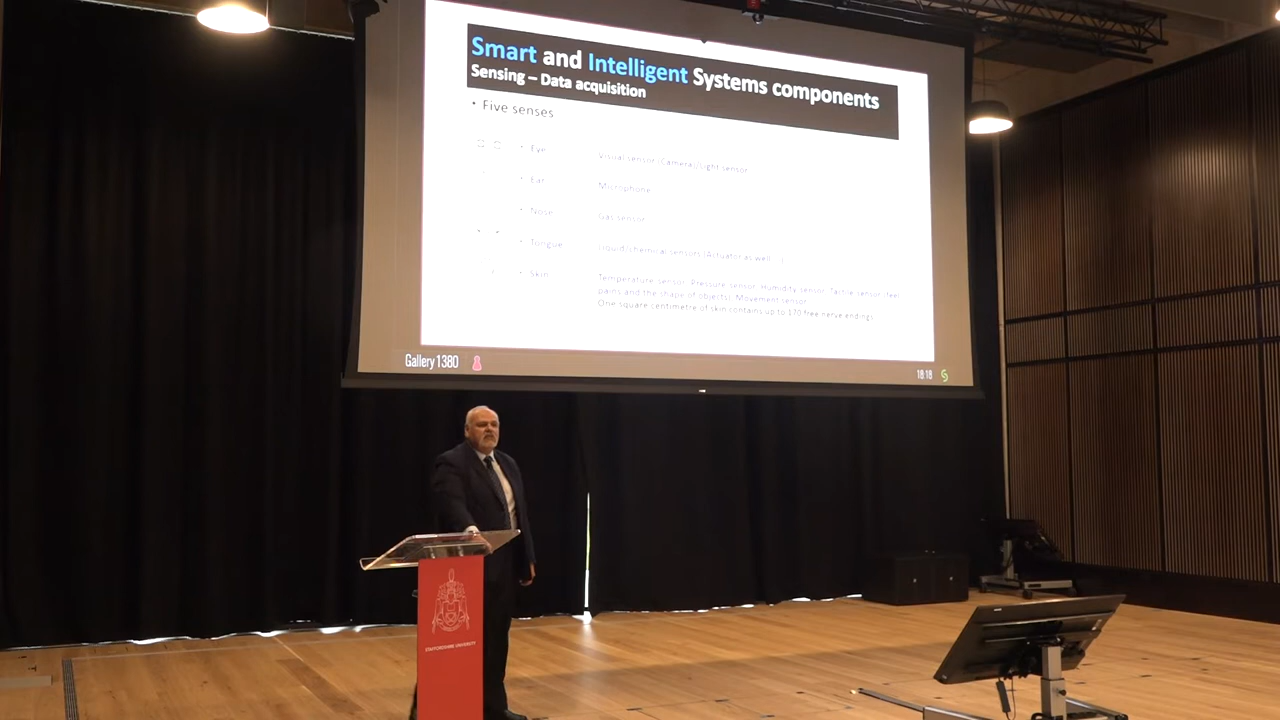 Smart and Intelligent Systems components
Sensing – Data acquisition
• Five senses
• Eye Visual sensor (Camera)/Light sensor
• Ear Microphone
• Nose Gas sensor
• Tongue Liquid/chemical sensors (Actuator as well...)
• Skin Temperature sensor, Pressure sensor, Humidity sensor, Tactile sensor, feel
pains and the shape of objects), Movement sensor
One square centimetre of skin contains up to 170 free nerve endings
Gallery 1380
18:18
STAFFORDSHIRE UNIVERSITY